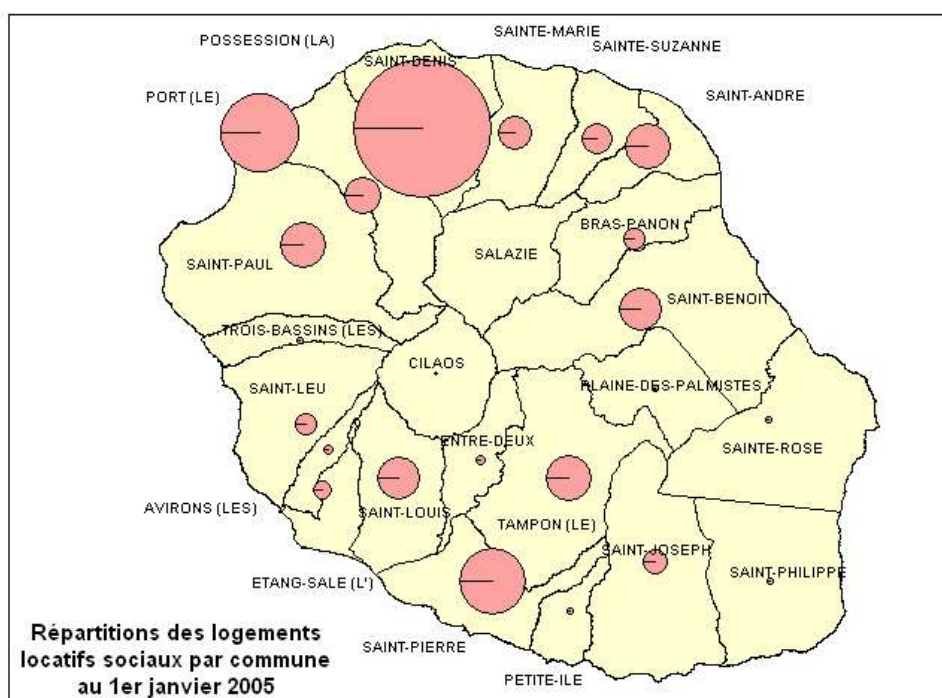 SAINTE-MARIE
POSSESSION (LA)
SAINTE-SUZANNE
SAINT-DENIS
PORT (LE)
SAINT-ANDRE
BRAS-PANON
SALAZIE
SAINT-PAUL
SAINT-BENOIT
TROIS-BASSINS (LES)
CILAOS
SAINT-LEU
PLAINE-DES-PALMISTES
ENTRE-DEUX
SAINTE-ROSE
AVIRONS (LES)
SAINT-LOUIS
TAMPON (LE)
SAINT-JOSEPH
SAINT-PHILIPPE
ETANG-SALE (L')
SAINT-PIERRE
PETITE-ILE
Répartitions des logements
locatifs sociaux par commune
au 1er janvier 2005